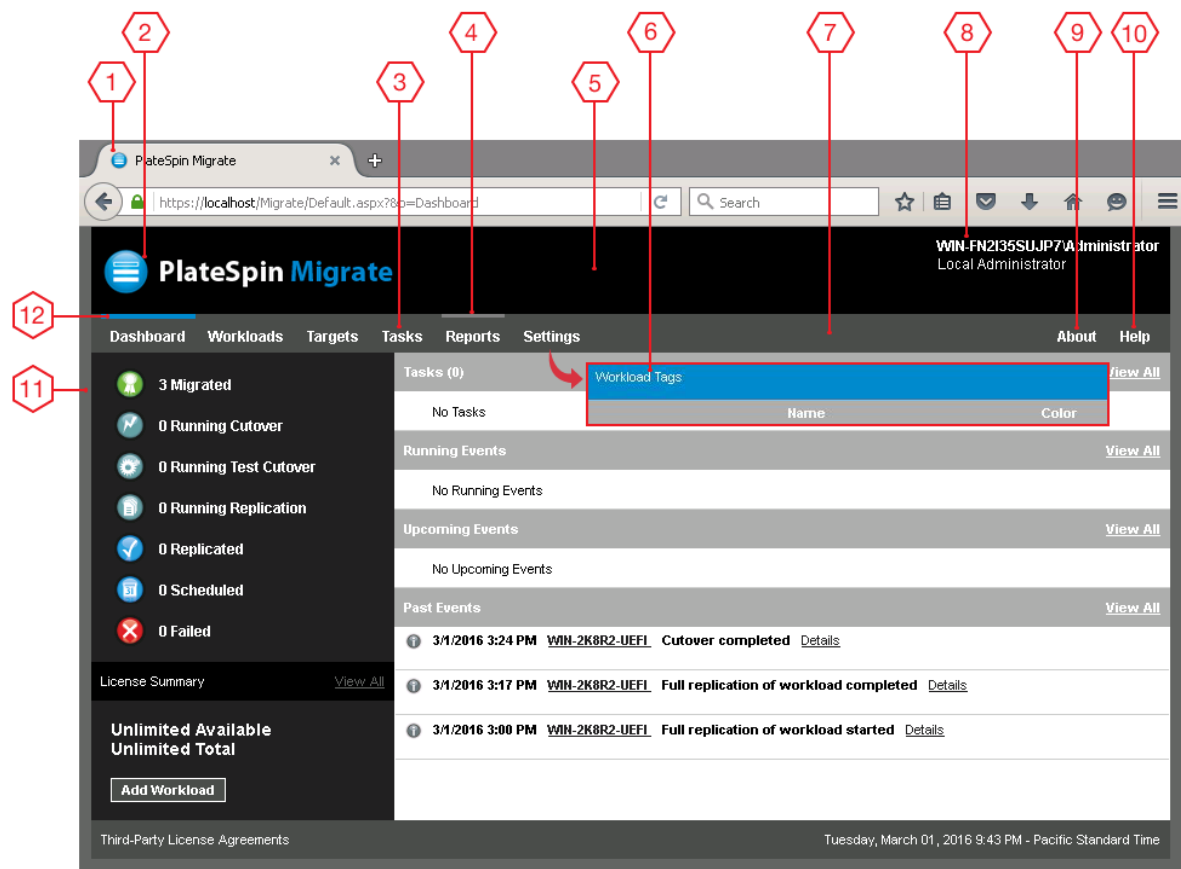 2
4
6
7
8
9
10
1
3
5
PlateSpin Migrate
https://localhost/Migrate/Default.aspx?&p=Dashboard
Search
PlateSpin Migrate
WIN-FN2I35SUJP7\Administrator
Local Administrator
12
Dashboard Workloads Targets Tasks Reports Settings About Help
11
3 Migrated
0 Running Cutover
0 Running Test Cutover
0 Running Replication
0 Replicated
31
0 Scheduled
0 Failed
License Summary View All
Unlimited Available
Unlimited Total
Add Workload
Tasks (0) View All
Workload Tags
Name Color
No Tasks
Running Events View All
No Running Events
Upcoming Events View All
No Upcoming Events
Past Events View All
3/1/2016 3:24 PM WIN-2K8R2-UEFI Cutover completed Details
3/1/2016 3:17 PM WIN-2K8R2-UEFI Full replication of workload completed Details
3/1/2016 3:00 PM WIN-2K8R2-UEFI Full replication of workload started Details
Third-Party License Agreements Tuesday, March 01, 2016 9:43 PM - Pacific Standard Time